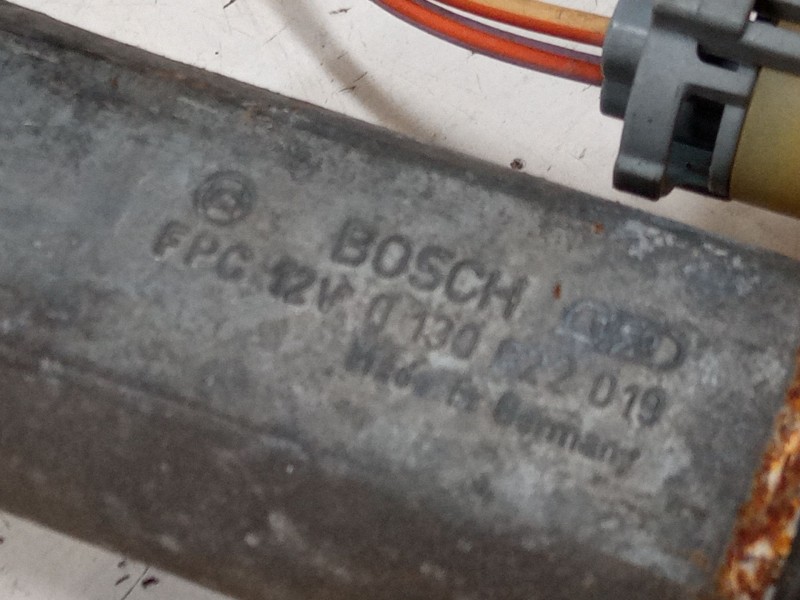 BOSCH
FPC 12V 0 130 822 019
Made in Germany